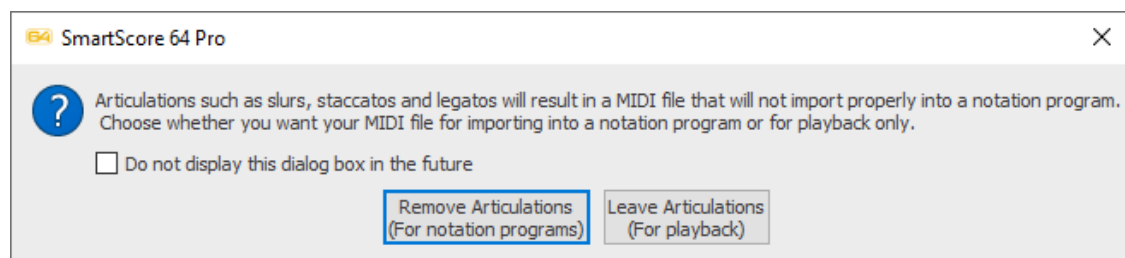 64 SmartScore 64 Pro
Articulations such as slurs, staccatos and legatos will result in a MIDI file that will not import properly into a notation program.
Choose whether you want your MIDI file for importing into a notation program or for playback only.
Do not display this dialog box in the future
Remove Articulations
(For notation programs)
Leave Articulations
(For playback)